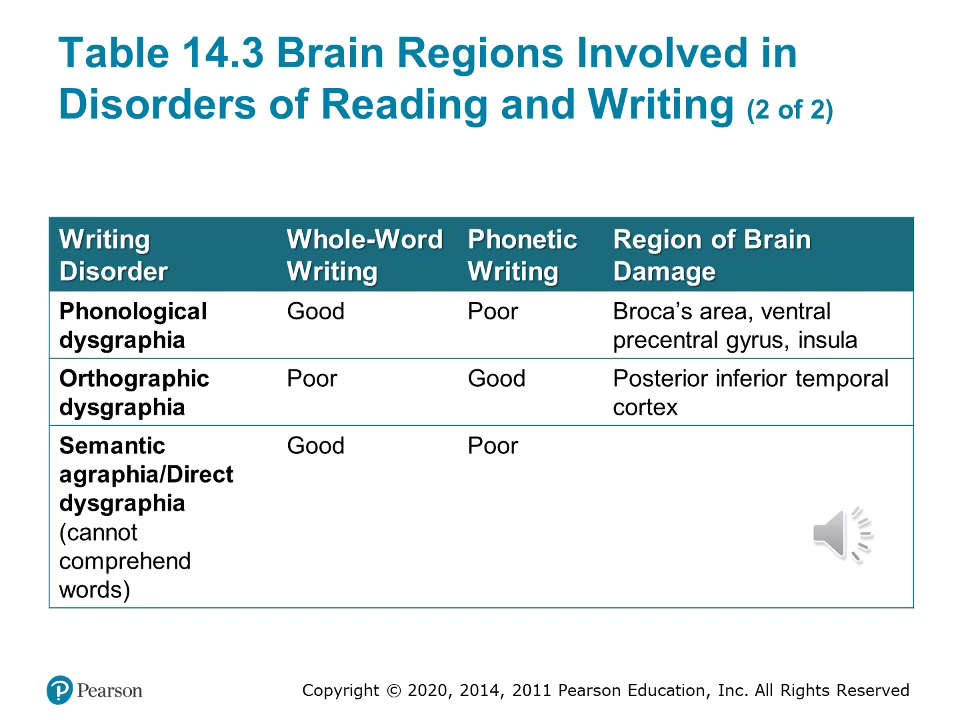 Table 14.3 Brain Regions Involved in
Disorders of Reading and Writing (2 of 2)
Writing Disorder | Whole-Word Writing | Phonetic Writing | Region of Brain Damage
Phonological dysgraphia | Good | Poor | Broca’s area, ventral precentral gyrus, insula
Orthographic dysgraphia | Poor | Good | Posterior inferior temporal cortex
Semantic agraphia/Direct dysgraphia (cannot comprehend words) | Good | Poor
Pearson
Copyright © 2020, 2014, 2011 Pearson Education, Inc. All Rights Reserved